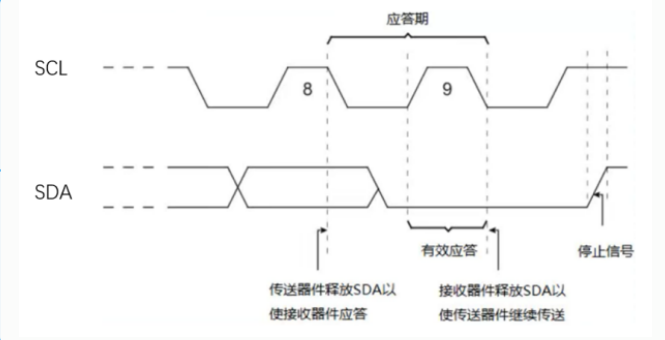 应答期
SCL
8
9
SDA
有效应答
停止信号
传送器件释放SDA以
使接收器件应答
接收器件释放SDA以
使传送器件继续传送